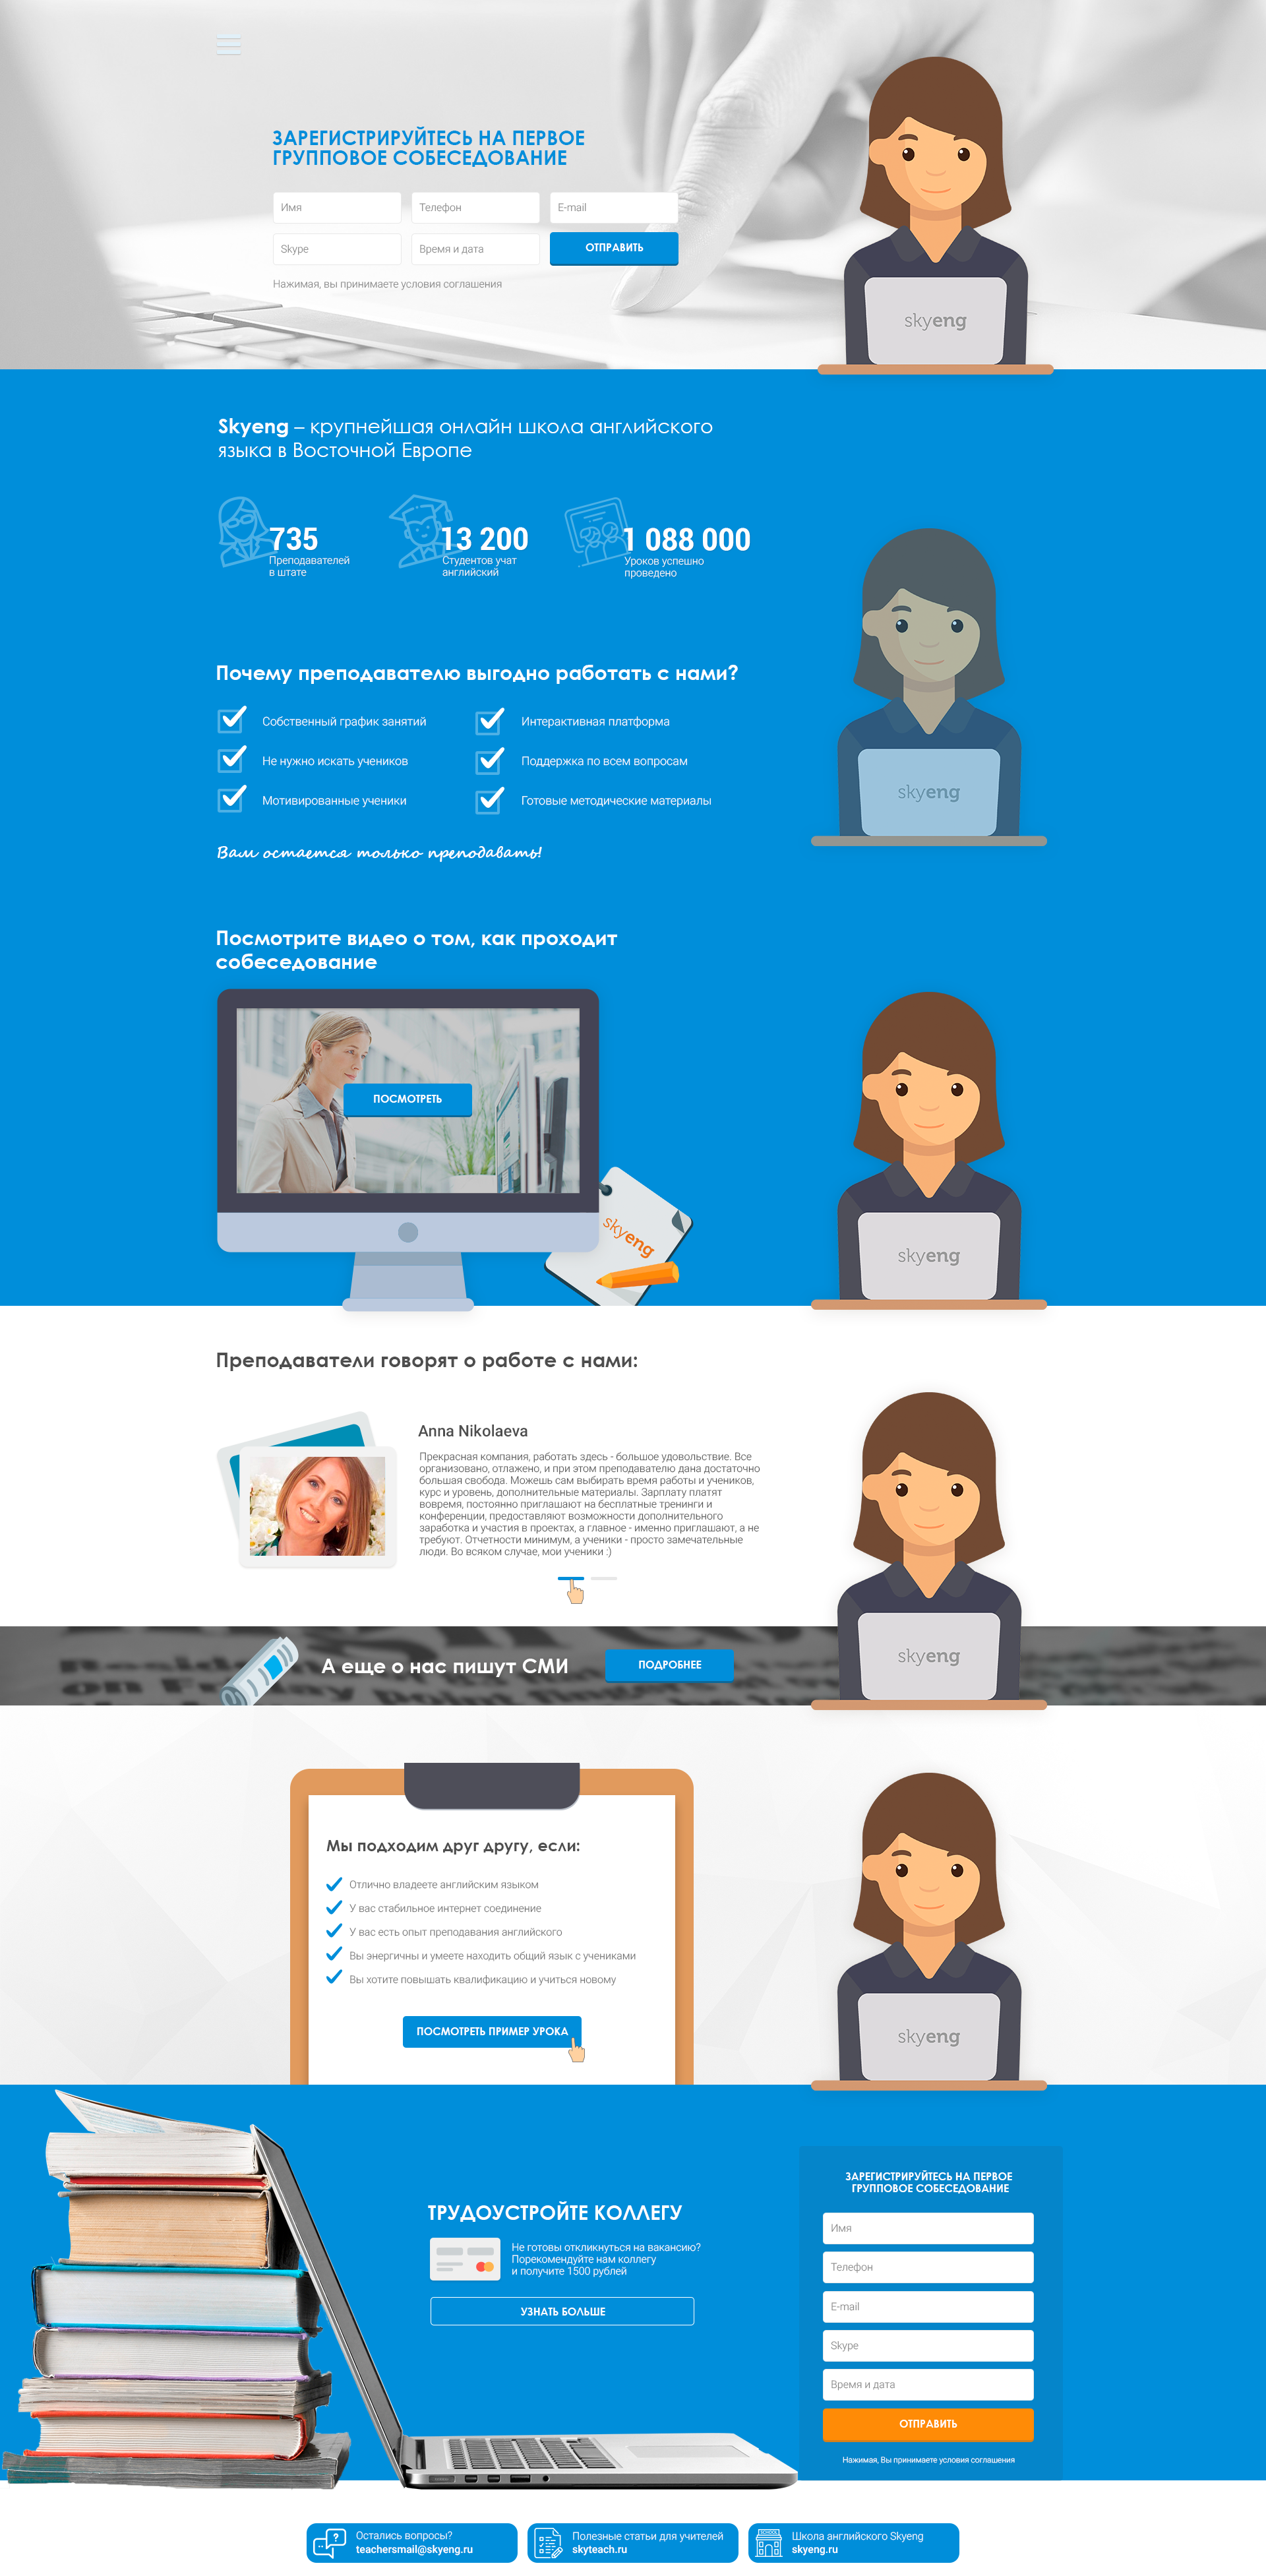 ЗАРЕГИСТРИРУЙТЕСЬ НА ПЕРВОЕ
ГРУППОВОЕ СОБЕСЕДОВАНИЕ
Имя
Телефон
E-mail
Skype
Время и дата
ОТПРАВИТЬ
Нажимая, вы принимаете условия соглашения
skyeng
Skyeng – крупнейшая онлайн школа английского
языка в Восточной Европе
735
Преподавателей
в штате
13 200
Студентов учат
английский
1 088 000
Уроков успешно
проведено
Почему преподавателю выгодно работать с нами?
Собственный график занятий
Интерактивная платформа
Не нужно искать учеников
Поддержка по всем вопросам
Мотивированные ученики
Готовые методические материалы
skyeng
Вам остается только преподавать!
Посмотрите видео о том, как проходит
собеседование
ПОСМОТРЕТЬ
skyeng
skyeng
Преподаватели говорят о работе с нами:
Anna Nikolaeva
Прекрасная компания, работать здесь - большое удовольствие. Все
организовано, отлажено, и при этом преподавателю дана достаточно
большая свобода. Можешь сам выбирать время работы и учеников,
курс и уровень, дополнительные материалы. Зарплату платят
вовремя, постоянно приглашают на бесплатные тренинги и
конференции, предоставляют возможности дополнительного
заработка и участия в проектах, а главное - именно приглашают, а не
требуют. Отчетности минимум, а ученики - просто замечательные
люди. Во всяком случае, мои ученики :)
А еще о нас пишут СМИ
ПОДРОБНЕЕ
skyeng
Мы подходим друг другу, если:
Отлично владеете английским языком
У вас стабильное интернет соединение
У вас есть опыт преподавания английского
Вы энергичны и умеете находить общий язык с учениками
Вы хотите повышать квалификацию и учиться новому
ПОСМОТРЕТЬ ПРИМЕР УРОКА
skyeng
ТРУДОУСТРОЙТЕ КОЛЛЕГУ
Не готовы откликнуться на вакансию?
Порекомендуйте нам коллегу
и получите 1500 рублей
УЗНАТЬ БОЛЬШЕ
ЗАРЕГИСТРИРУЙТЕСЬ НА ПЕРВОЕ
ГРУППОВОЕ СОБЕСЕДОВАНИЕ
Имя
Телефон
E-mail
Skype
Время и дата
ОТПРАВИТЬ
Нажимая, Вы принимаете условия соглашения
Остались вопросы?
teachersmail@skyeng.ru
Полезные статьи для учителей
skyteach.ru
Школа английского Skyeng
skyeng.ru